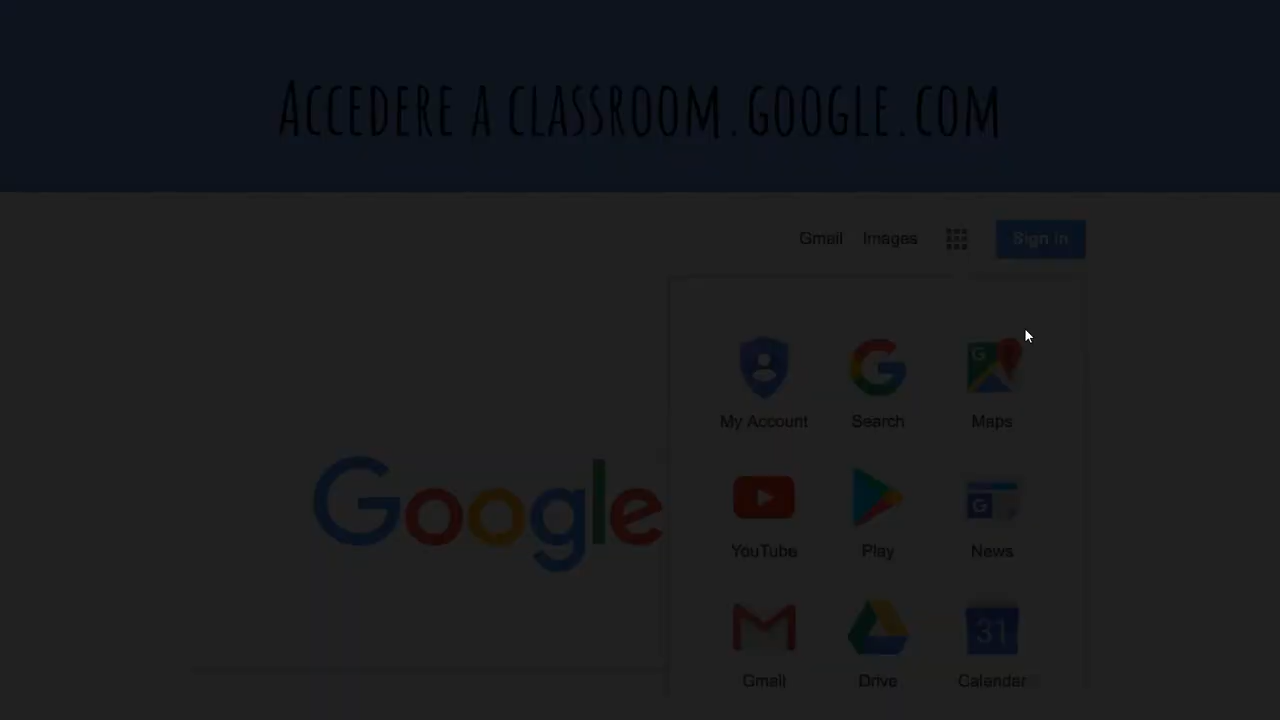 Accedere a classroom.google.com
Gmail Images Sign in
My Account Search Maps
G
Google
YouTube Play News
G
31
Gmail Drive Calendar